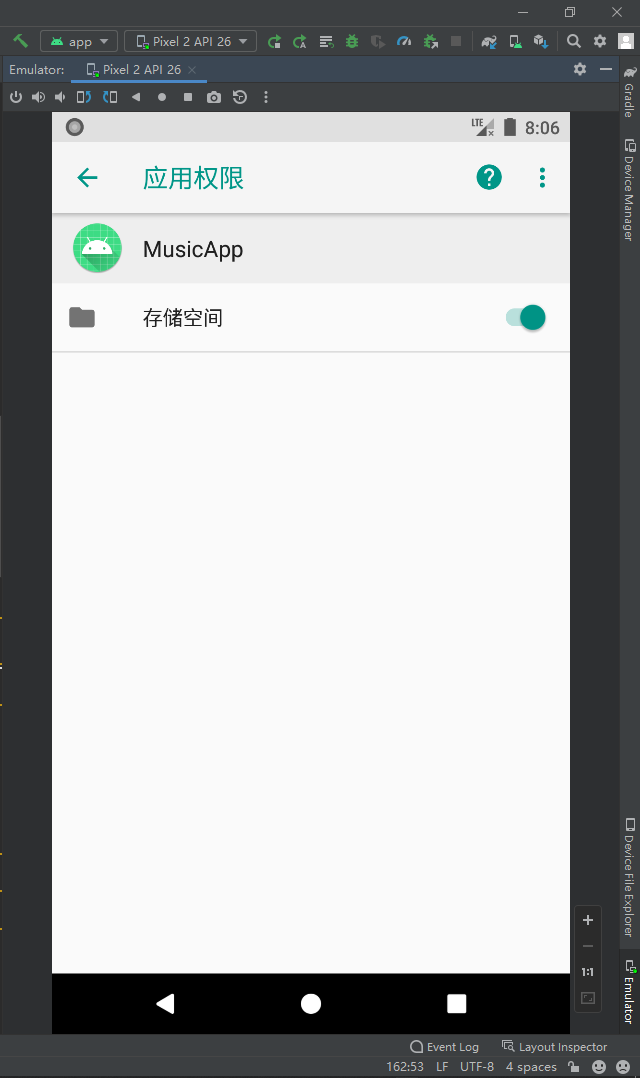 app
Pixel 2 API 26
Emulator:
Pixel 2 API 26
LTE
8:06
应用权限
MusicApp
存储空间
Gradle
Device Manager
Device File Explorer
Emulator
1:1
Event Log
Layout Inspector
162:53 LF UTF-8 4 spaces